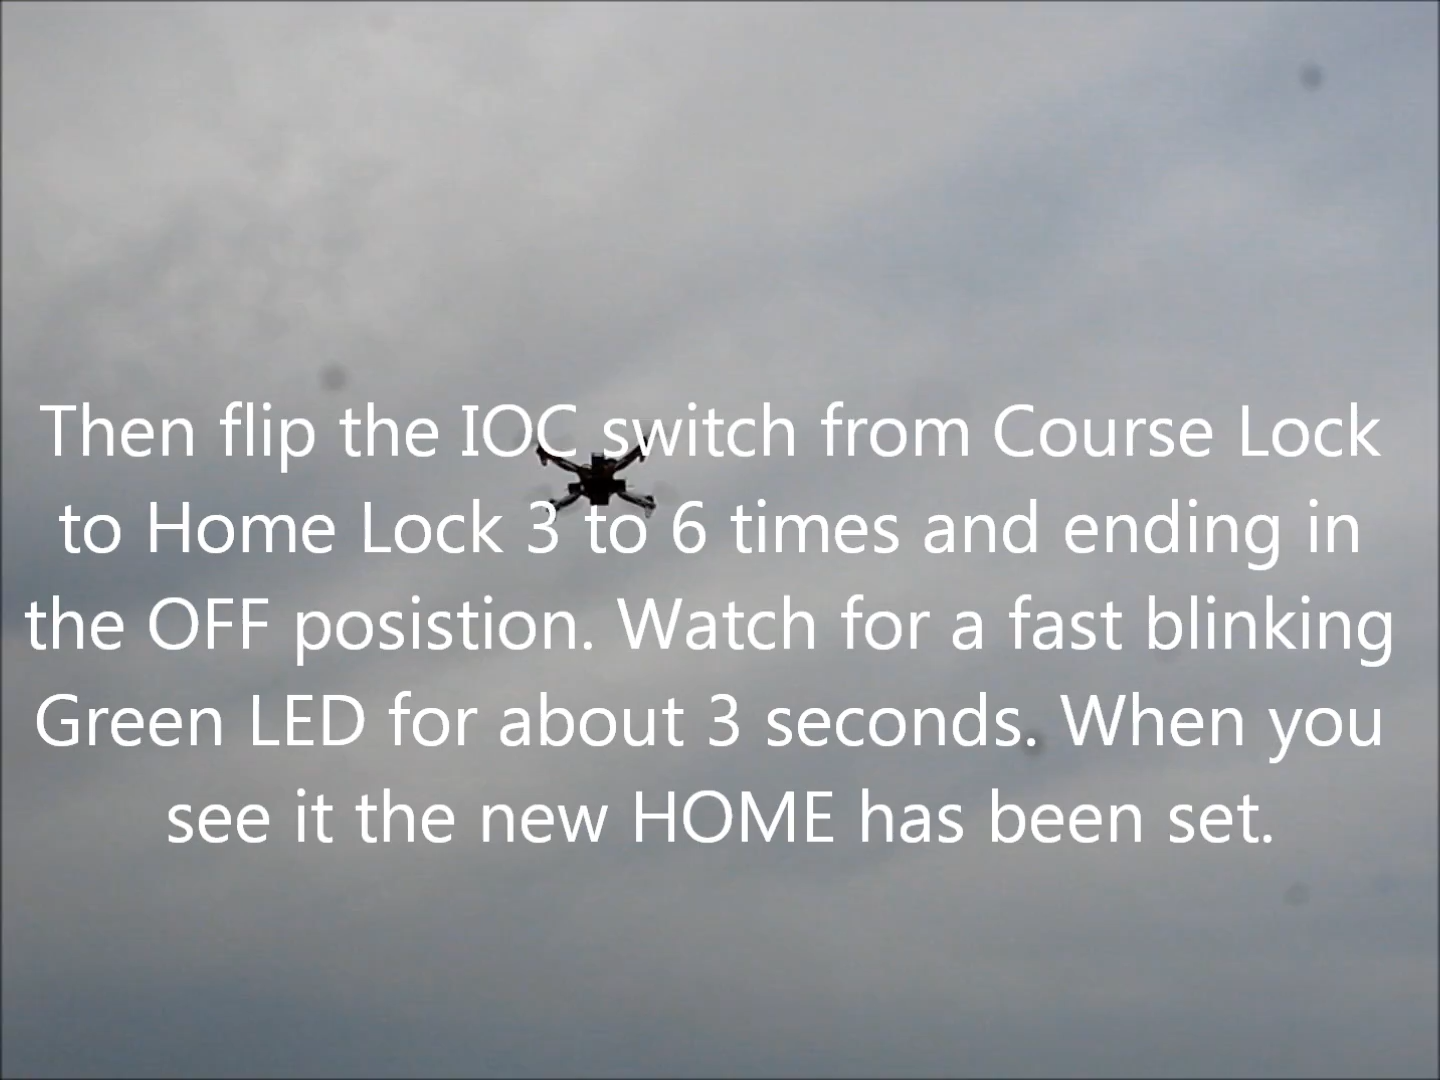 Then flip the IOC switch from Course Lock
to Home Lock 3 to 6 times and ending in
the OFF posistion. Watch for a fast blinking
Green LED for about 3 seconds. When you
see it the new HOME has been set.